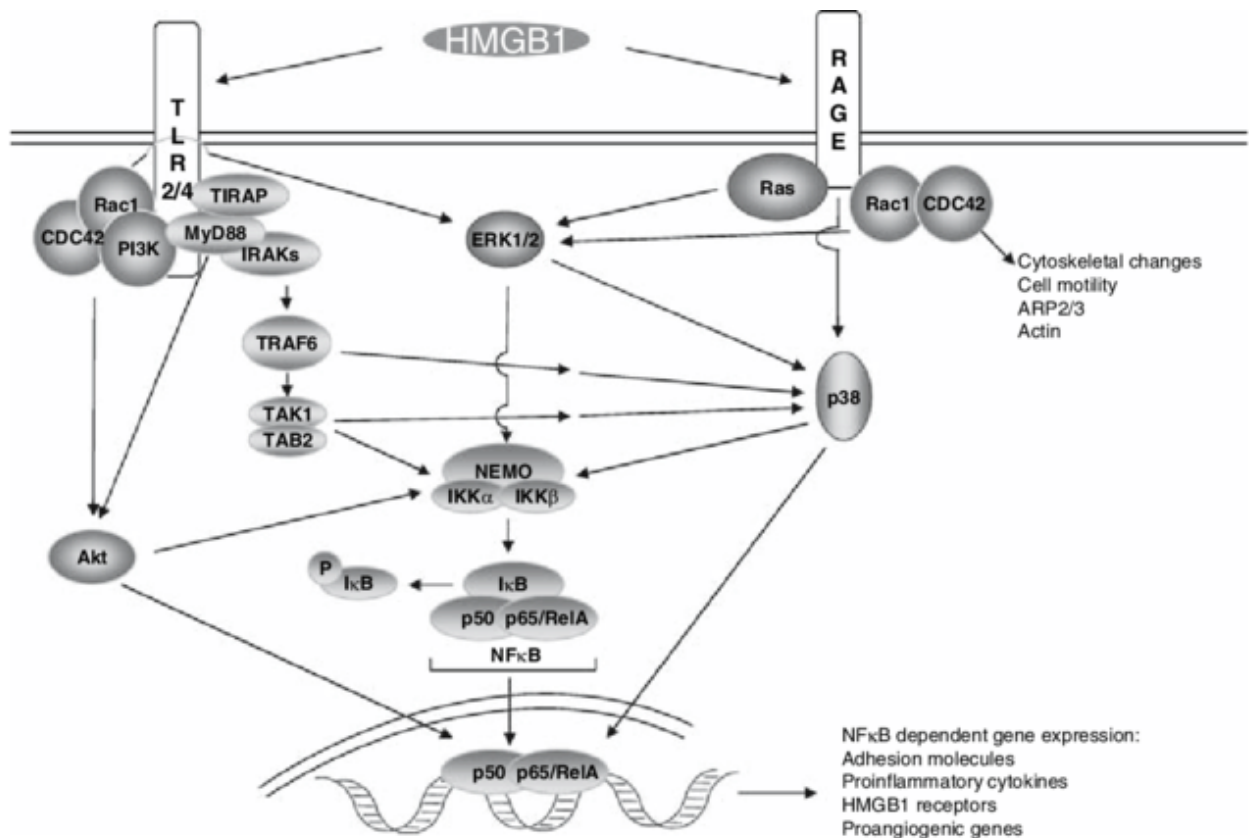 HMGB1
T
L
R
2/4
R
A
G
E
Rac1
TIRAP
CDC42
PI3K
MyD88
IRAKs
ERK1/2
Ras
Rac1
CDC42
Cytoskeletal changes
Cell motility
ARP2/3
Actin
TRAF6
TAK1
TAB2
p38
NEMO
IKKα
IKKβ
Akt
P
IκB
IκB
p50
p65/RelA
NFκB
p50
p65/RelA
NFκB dependent gene expression:
Adhesion molecules
Proinflammatory cytokines
HMGB1 receptors
Proangiogenic genes